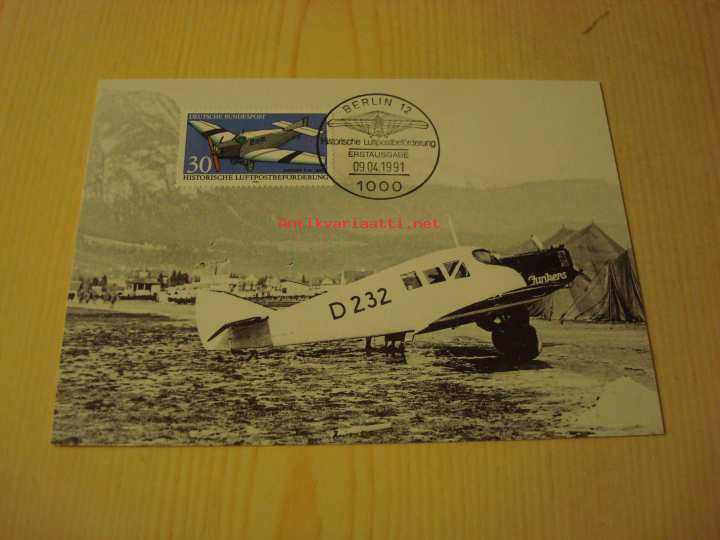 DEUTSCHE BUNDESPOST
30
HISTORISCHE LUFTPOSTBEFÖRDERUNG
BERLIN 12
Historische Luftpostbeförderung
ERSTAUSGABE
09.04.1991
1000
Antikvariaatti.net
Junkers
D 232